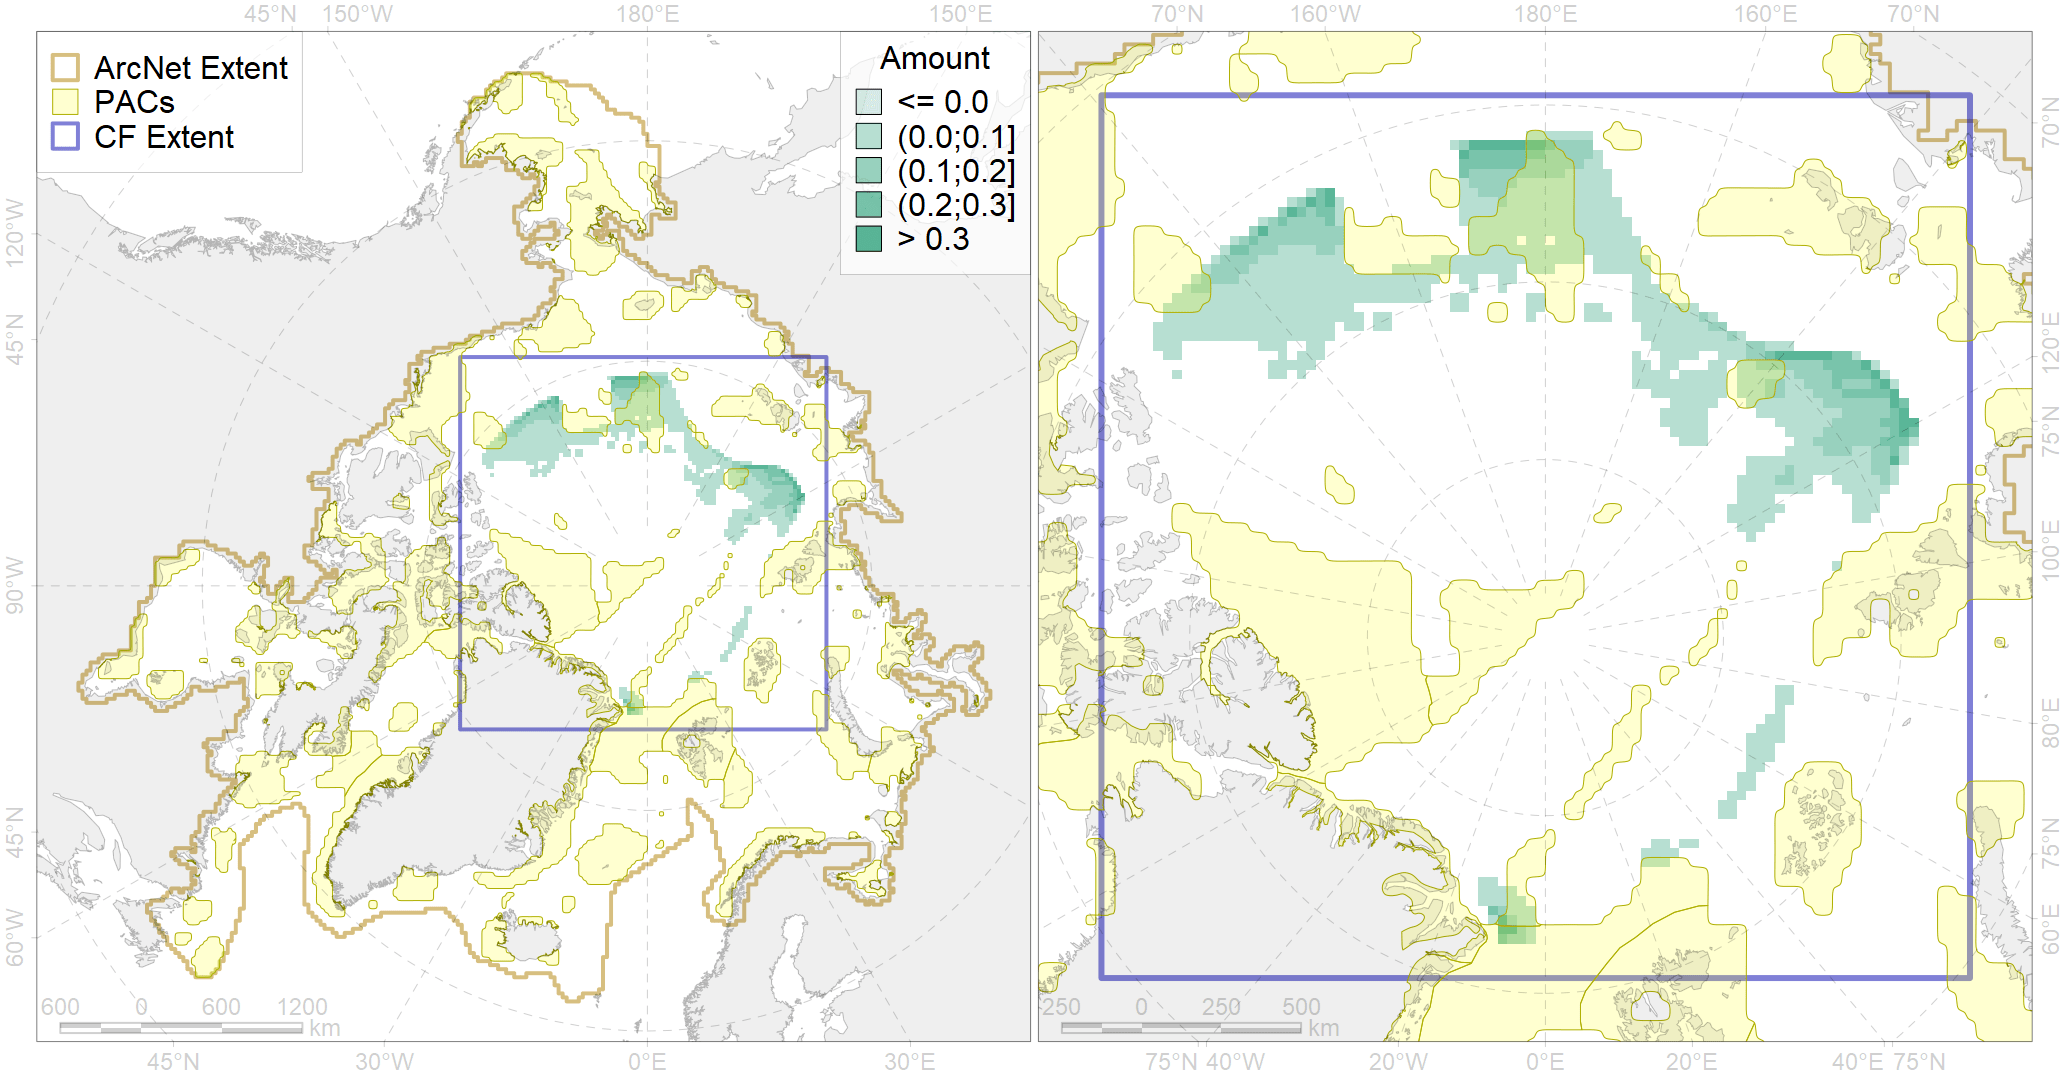 45°N 150°W 180°E 150°E 70°N 160°W 180°E 160°E 70°N
ArcNet Extent
PACs
CF Extent
Amount
<= 0.0
(0.0;0.1]
(0.1;0.2]
(0.2;0.3]
> 0.3
120°W
45°N
90°W
45°N
60°W
70°N
120°E
75°N
100°E
80°E
75°N
60°E
600 0 600 1200
km
250 0 250 500
km
45°N 30°W 0°E 30°E 75°N 40°W 20°W 0°E 20°E 40°E 75°N